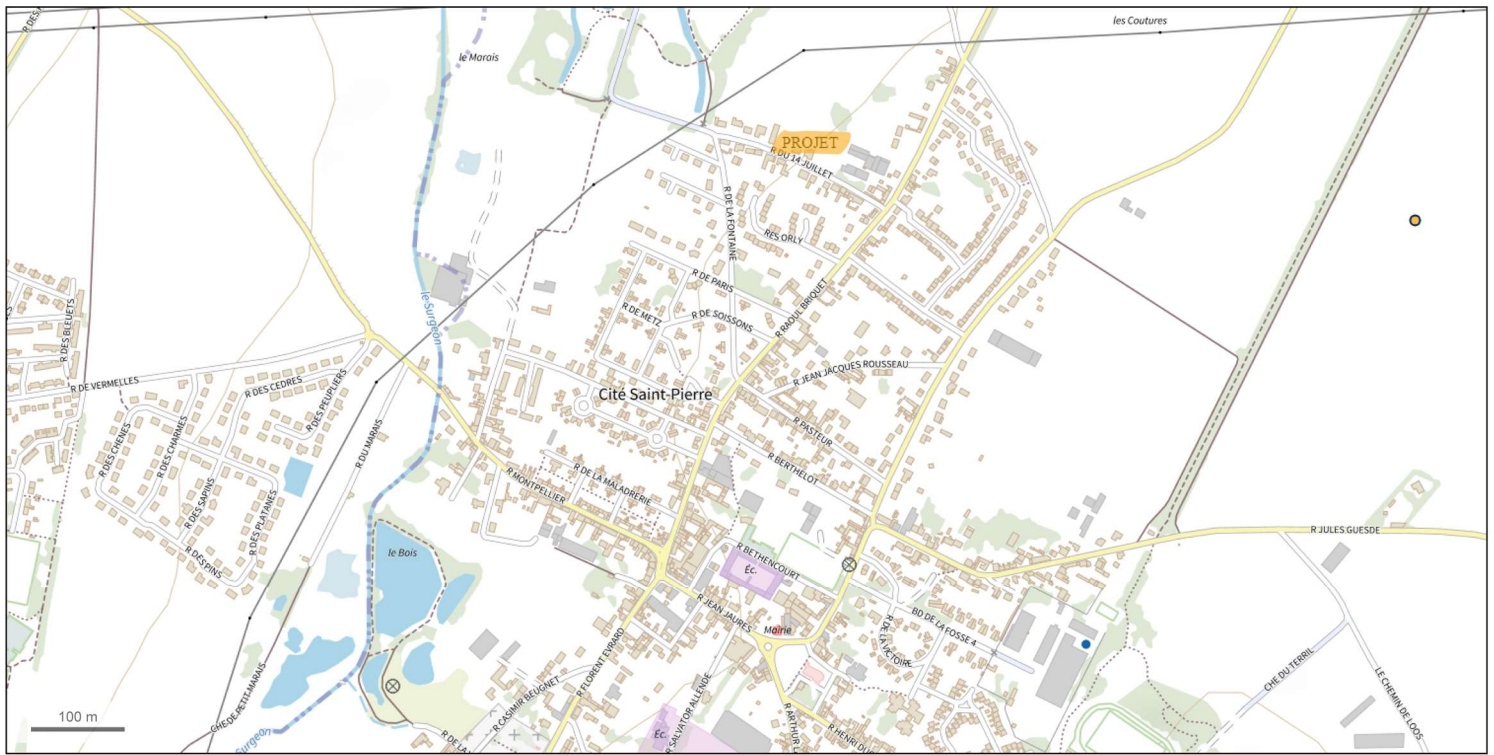 les Coutures
le Marais
PROJET
R DU 14 JUILLET
R DE LA FONTAINE
RES ORLY
R DE PARIS
R DE METZ
R DE SOISSONS
R RAOUL BRIQUET
le Surgeon
R DES BLEUETS
R DE VERMELLES
R DES CEDRES
R DES PEUPLIERS
R DES CHENES
R DES CHARMES
R DES SAPINS
R DES PLATANES
R DES PINS
R DU MARAIS
Cité Saint-Pierre
R JEAN JACQUES ROUSSEAU
R PASTEUR
R BERTHELOT
R DE LA MALADRERIE
R MONTPELLIER
le Bois
R BETHENCOURT
Éc.
R JEAN JAURES
Mairie
R JULES GUESDE
BD DE LA FOSSE 4
R DE LA VICTOIRE
CHE DU TERRIL
LE CHEMIN DE LOOS
R FLORENT EVRARD
R CASIMIR BEUGNET
R SALVATOR ALLENDE
Éc.
CHE DE PETIT-MARAIS
Surgeon
100 m